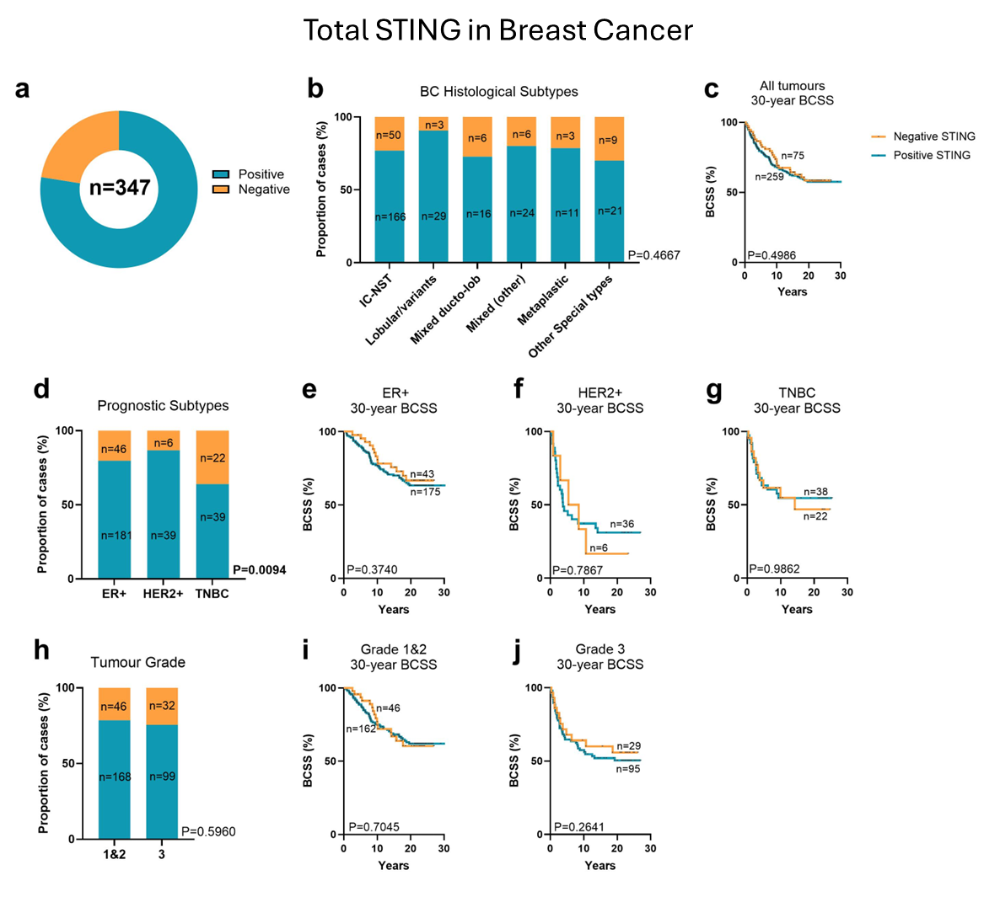 Total STING in Breast Cancer
a
n=347
Positive
Negative
b
BC Histological Subtypes
Proportion of cases (%)
100
50
0
n=50
n=3
n=6
n=6
n=3
n=9
n=166
n=29
n=16
n=24
n=11
n=21
P=0.4667
IC-NST
Lobular/variants
Mixed ducto-lob
Mixed (other)
Metaplastic
Other Special types
c
All tumours
30-year BCSS
BCSS (%)
100
50
0
n=75
n=259
P=0.4986
0 10 20 30
Years
Negative STING
Positive STING
d
Prognostic Subtypes
Proportion of cases (%)
100
50
0
n=46
n=6
n=22
n=181
n=39
n=39
P=0.0094
ER+ HER2+ TNBC
e
ER+
30-year BCSS
BCSS (%)
100
50
0
n=43
n=175
P=0.3740
0 10 20 30
Years
f
HER2+
30-year BCSS
BCSS (%)
100
50
0
n=36
n=6
P=0.7867
0 10 20 30
Years
g
TNBC
30-year BCSS
BCSS (%)
100
50
0
n=38
n=22
P=0.9862
0 10 20 30
Years
h
Tumour Grade
Proportion of cases (%)
100
50
0
n=46
n=32
n=168
n=99
P=0.5960
1&2 3
i
Grade 1&2
30-year BCSS
BCSS (%)
100
50
0
n=46
n=162
P=0.7045
0 10 20 30
Years
j
Grade 3
30-year BCSS
BCSS (%)
100
50
0
n=29
n=95
P=0.2641
0 10 20 30
Years